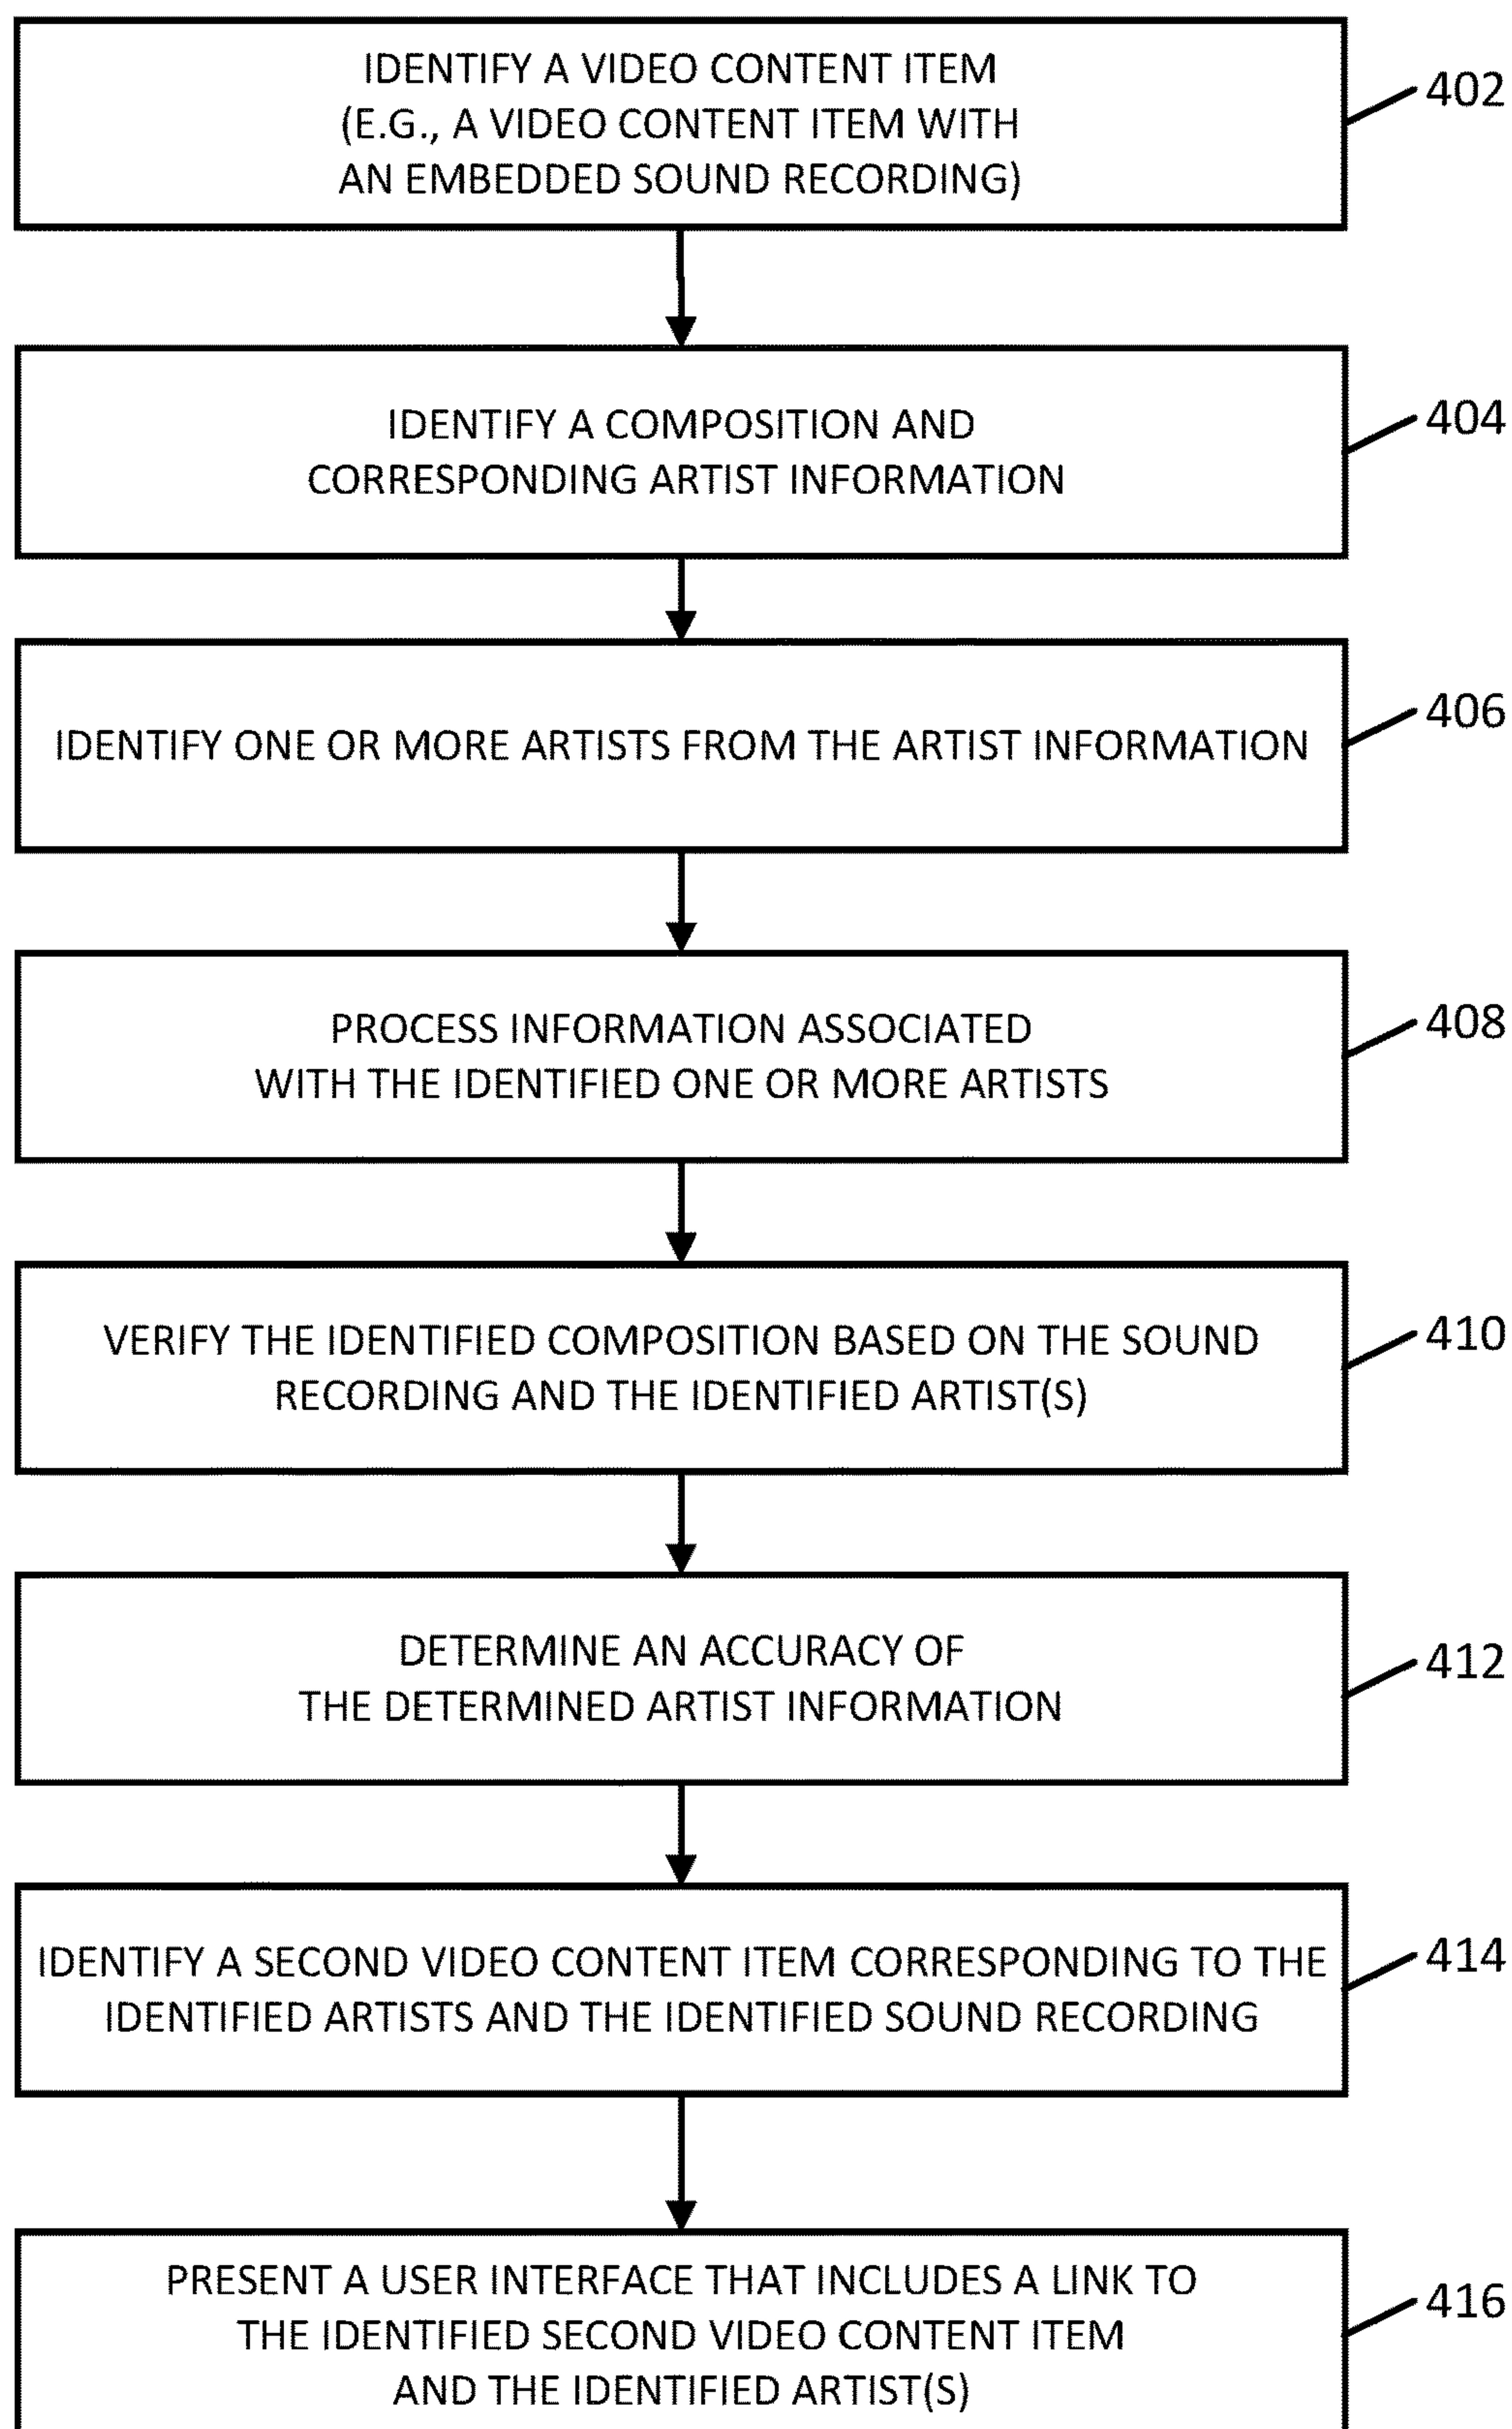 IDENTIFY A VIDEO CONTENT ITEM
(E.G., A VIDEO CONTENT ITEM WITH
AN EMBEDDED SOUND RECORDING)
402
IDENTIFY A COMPOSITION AND
CORRESPONDING ARTIST INFORMATION
404
IDENTIFY ONE OR MORE ARTISTS FROM THE ARTIST INFORMATION
406
PROCESS INFORMATION ASSOCIATED
WITH THE IDENTIFIED ONE OR MORE ARTISTS
408
VERIFY THE IDENTIFIED COMPOSITION BASED ON THE SOUND
RECORDING AND THE IDENTIFIED ARTIST(S)
410
DETERMINE AN ACCURACY OF
THE DETERMINED ARTIST INFORMATION
412
IDENTIFY A SECOND VIDEO CONTENT ITEM CORRESPONDING TO THE
IDENTIFIED ARTISTS AND THE IDENTIFIED SOUND RECORDING
414
PRESENT A USER INTERFACE THAT INCLUDES A LINK TO
THE IDENTIFIED SECOND VIDEO CONTENT ITEM
AND THE IDENTIFIED ARTIST(S)
416